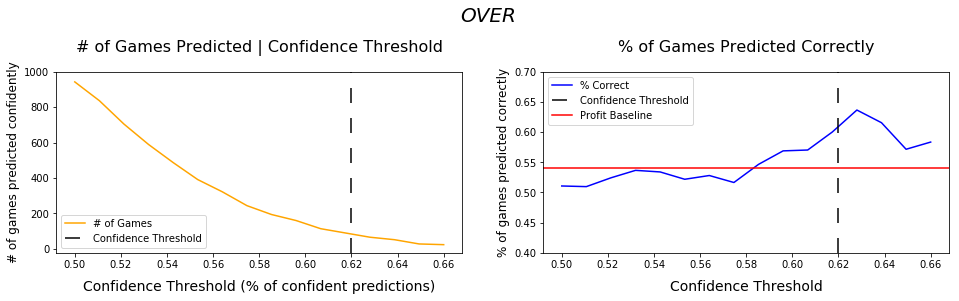 OVER
# of Games Predicted | Confidence Threshold
# of games predicted confidently
1000
800
600
400
200
0
# of Games
Confidence Threshold
0.50 0.52 0.54 0.56 0.58 0.60 0.62 0.64 0.66
Confidence Threshold (% of confident predictions)
% of Games Predicted Correctly
% of games predicted correctly
0.70
0.65
0.60
0.55
0.50
0.45
0.40
% Correct
Confidence Threshold
Profit Baseline
0.50 0.52 0.54 0.56 0.58 0.60 0.62 0.64 0.66
Confidence Threshold